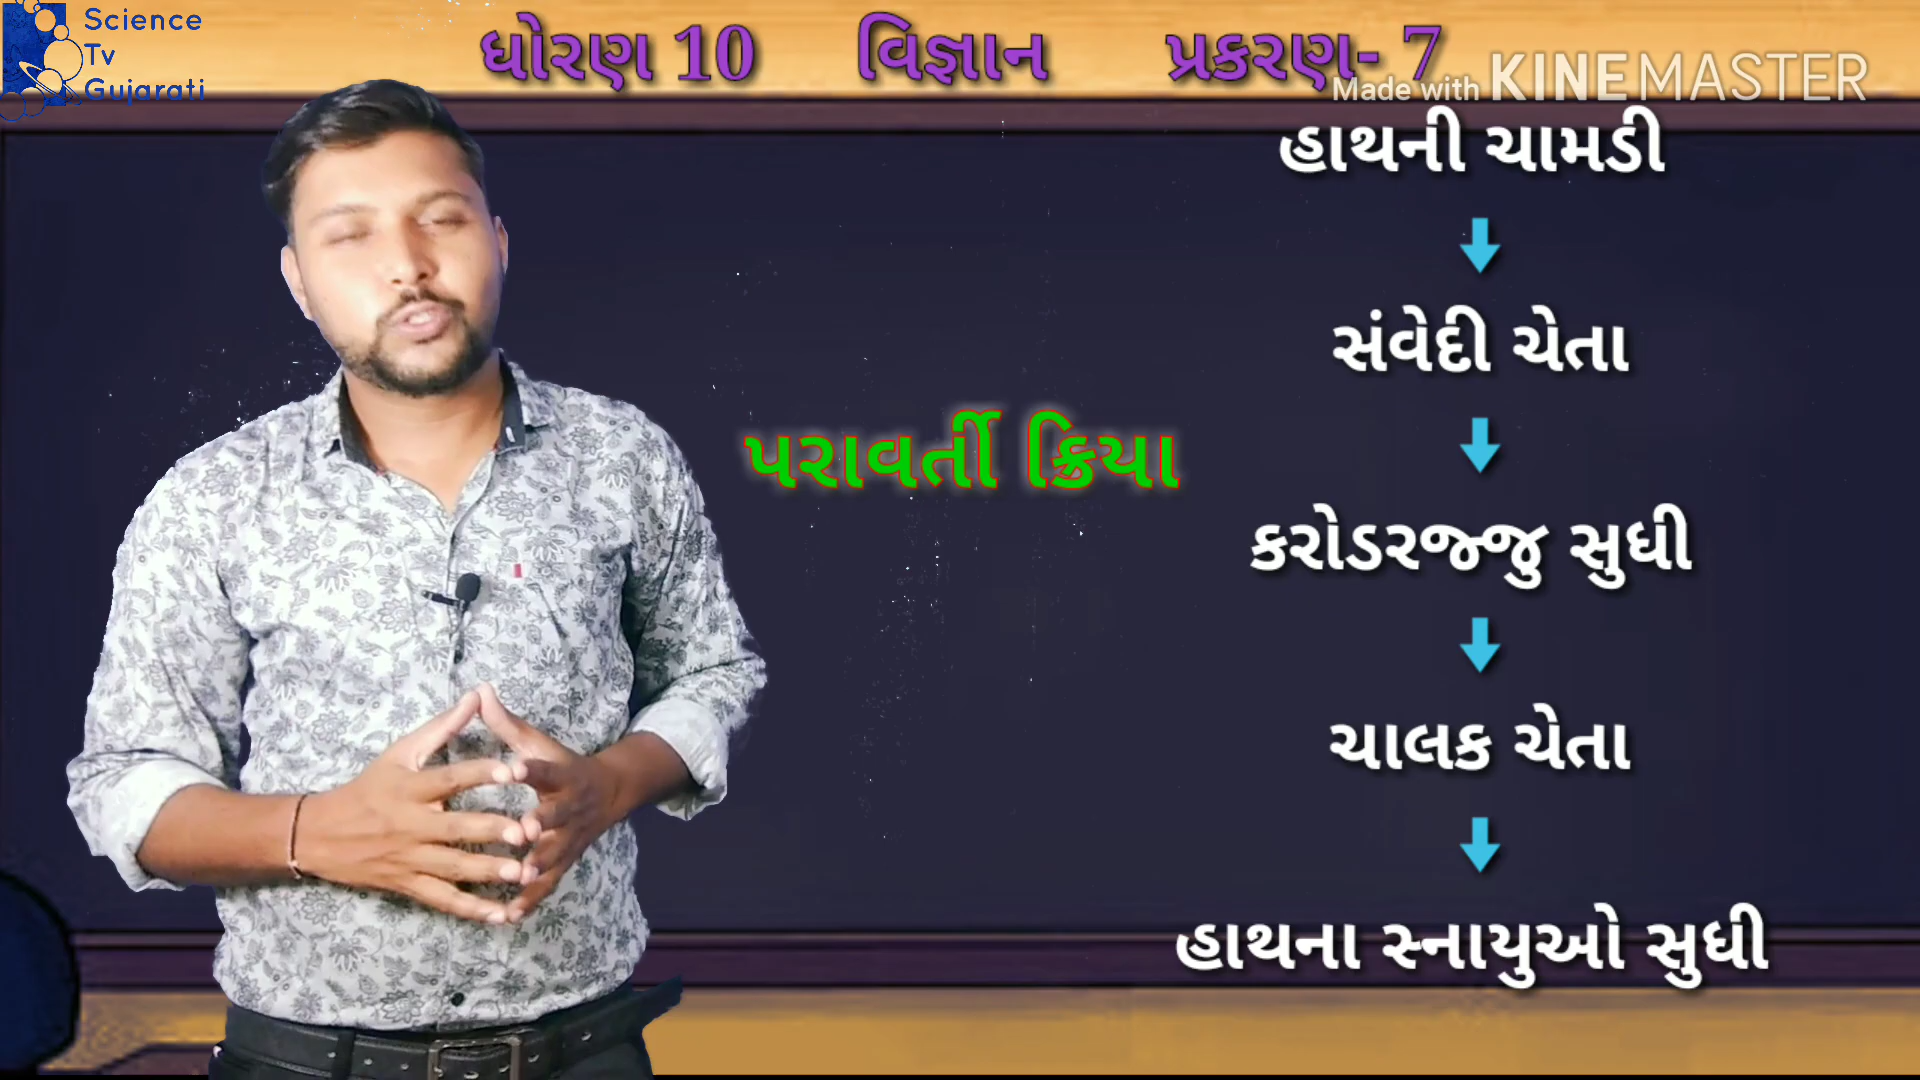 Science
Tv
Gujarati
ધોરણ 10 વિજ્ઞાન પ્રકરણ- 7
Made with KINEMASTER
હાથની ચામડી
સંવેદી ચેતા
પરાવર્તી ક્રિયા
કરોડરજ્જુ સુધી
ચાલક ચેતા
હાથના સ્નાયુઓ સુધી